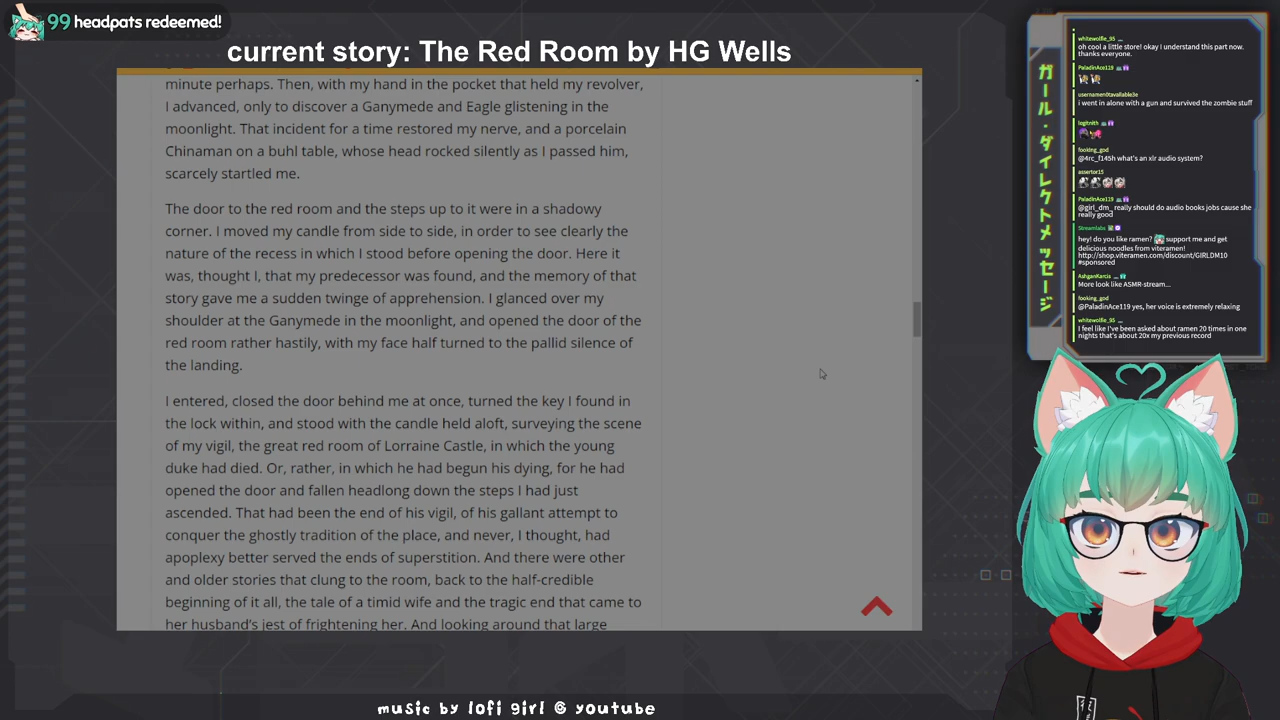 99 headpats redeemed!
current story: The Red Room by HG Wells
minute perhaps. Then, with my hand in the pocket that held my revolver,
I advanced, only to discover a Ganymede and Eagle glistening in the
moonlight. That incident for a time restored my nerve, and a porcelain
Chinaman on a buhl table, whose head rocked silently as I passed him,
scarcely startled me.
The door to the red room and the steps up to it were in a shadowy
corner. I moved my candle from side to side, in order to see clearly the
nature of the recess in which I stood before opening the door. Here it
was, thought I, that my predecessor was found, and the memory of that
story gave me a sudden twinge of apprehension. I glanced over my
shoulder at the Ganymede in the moonlight, and opened the door of the
red room rather hastily, with my face half turned to the pallid silence of
the landing.
I entered, closed the door behind me at once, turned the key I found in
the lock within, and stood with the candle held aloft, surveying the scene
of my vigil, the great red room of Lorraine Castle, in which the young
duke had died. Or, rather, in which he had begun his dying, for he had
opened the door and fallen headlong down the steps I had just
ascended. That had been the end of his vigil, of his gallant attempt to
conquer the ghostly tradition of the place, and never, I thought, had
apoplexy better served the ends of superstition. And there were other
and older stories that clung to the room, back to the half-credible
beginning of it all, the tale of a timid wife and the tragic end that came to
her husband's jest of frightening her. And looking around that large
ガール・ダイレクトメッセージ
whitewolfie_95
oh cool a little store! okay I understand this part now.
thanks everyone.
PaladinAce119
usernamen0tavailable3e
i went in alone with a gun and survived the zombie stuff
legitnith
fooking_god
@4rc_f145h what's an xlr audio system?
assertor15
PaladinAce119
@girl_dm_ really should do audio books jobs cause she
really good
Streamlabs
hey! do you like ramen? support me and get
delicious noodles from viteramen!
http://shop.viteramen.com/discount/GIRLDM10
#sponsored
AshganKarcia
More look like ASMR-stream...
fooking_god
@PaladinAce119 yes, her voice is extremely relaxing
whitewolfie_95
I feel like I've been asked about ramen 20 times in one
nights that's about 20x my previous record
music by lofi girl @ youtube